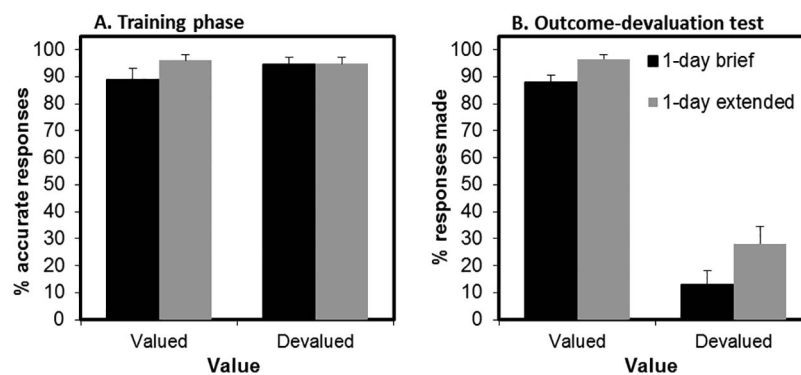 A. Training phase
% accurate responses
100
90
80
70
60
50
40
30
20
10
0
Valued
Devalued
Value
B. Outcome-devaluation test
% responses made
100
90
80
70
60
50
40
30
20
10
0
1-day brief
1-day extended
Valued
Devalued
Value